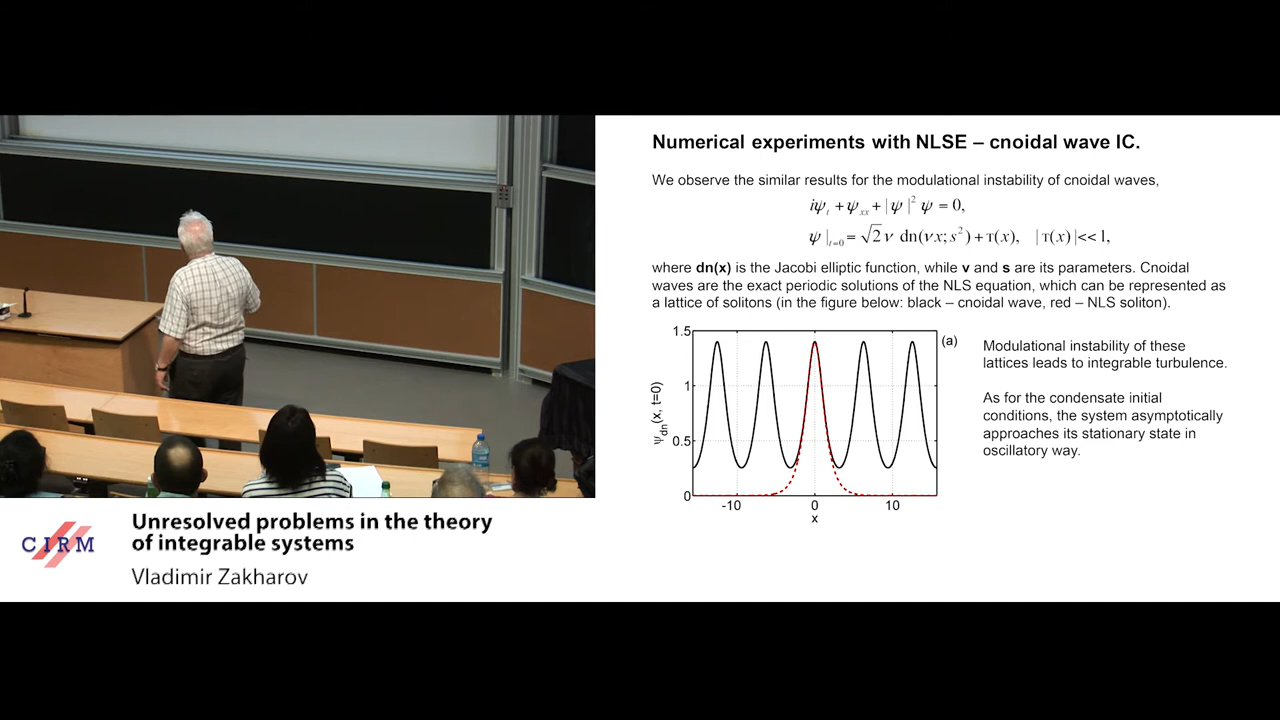 Numerical experiments with NLSE – cnoidal wave IC.
We observe the similar results for the modulational instability of cnoidal waves,
iψ_t + ψ_xx + |ψ|² ψ = 0,
ψ|_{t=0} = √2 ν dn(νx; s²) + τ(x), |τ(x)| << 1,
where dn(x) is the Jacobi elliptic function, while ν and s are its parameters. Cnoidal
waves are the exact periodic solutions of the NLS equation, which can be represented as
a lattice of solitons (in the figure below: black – cnoidal wave, red – NLS soliton).
1.5
1
0.5
0
ψ_dn(x, t=0)
-10 0 10
x
(a)
Modulational instability of these
lattices leads to integrable turbulence.
As for the condensate initial
conditions, the system asymptotically
approaches its stationary state in
oscillatory way.
CIRM
Unresolved problems in the theory
of integrable systems
Vladimir Zakharov